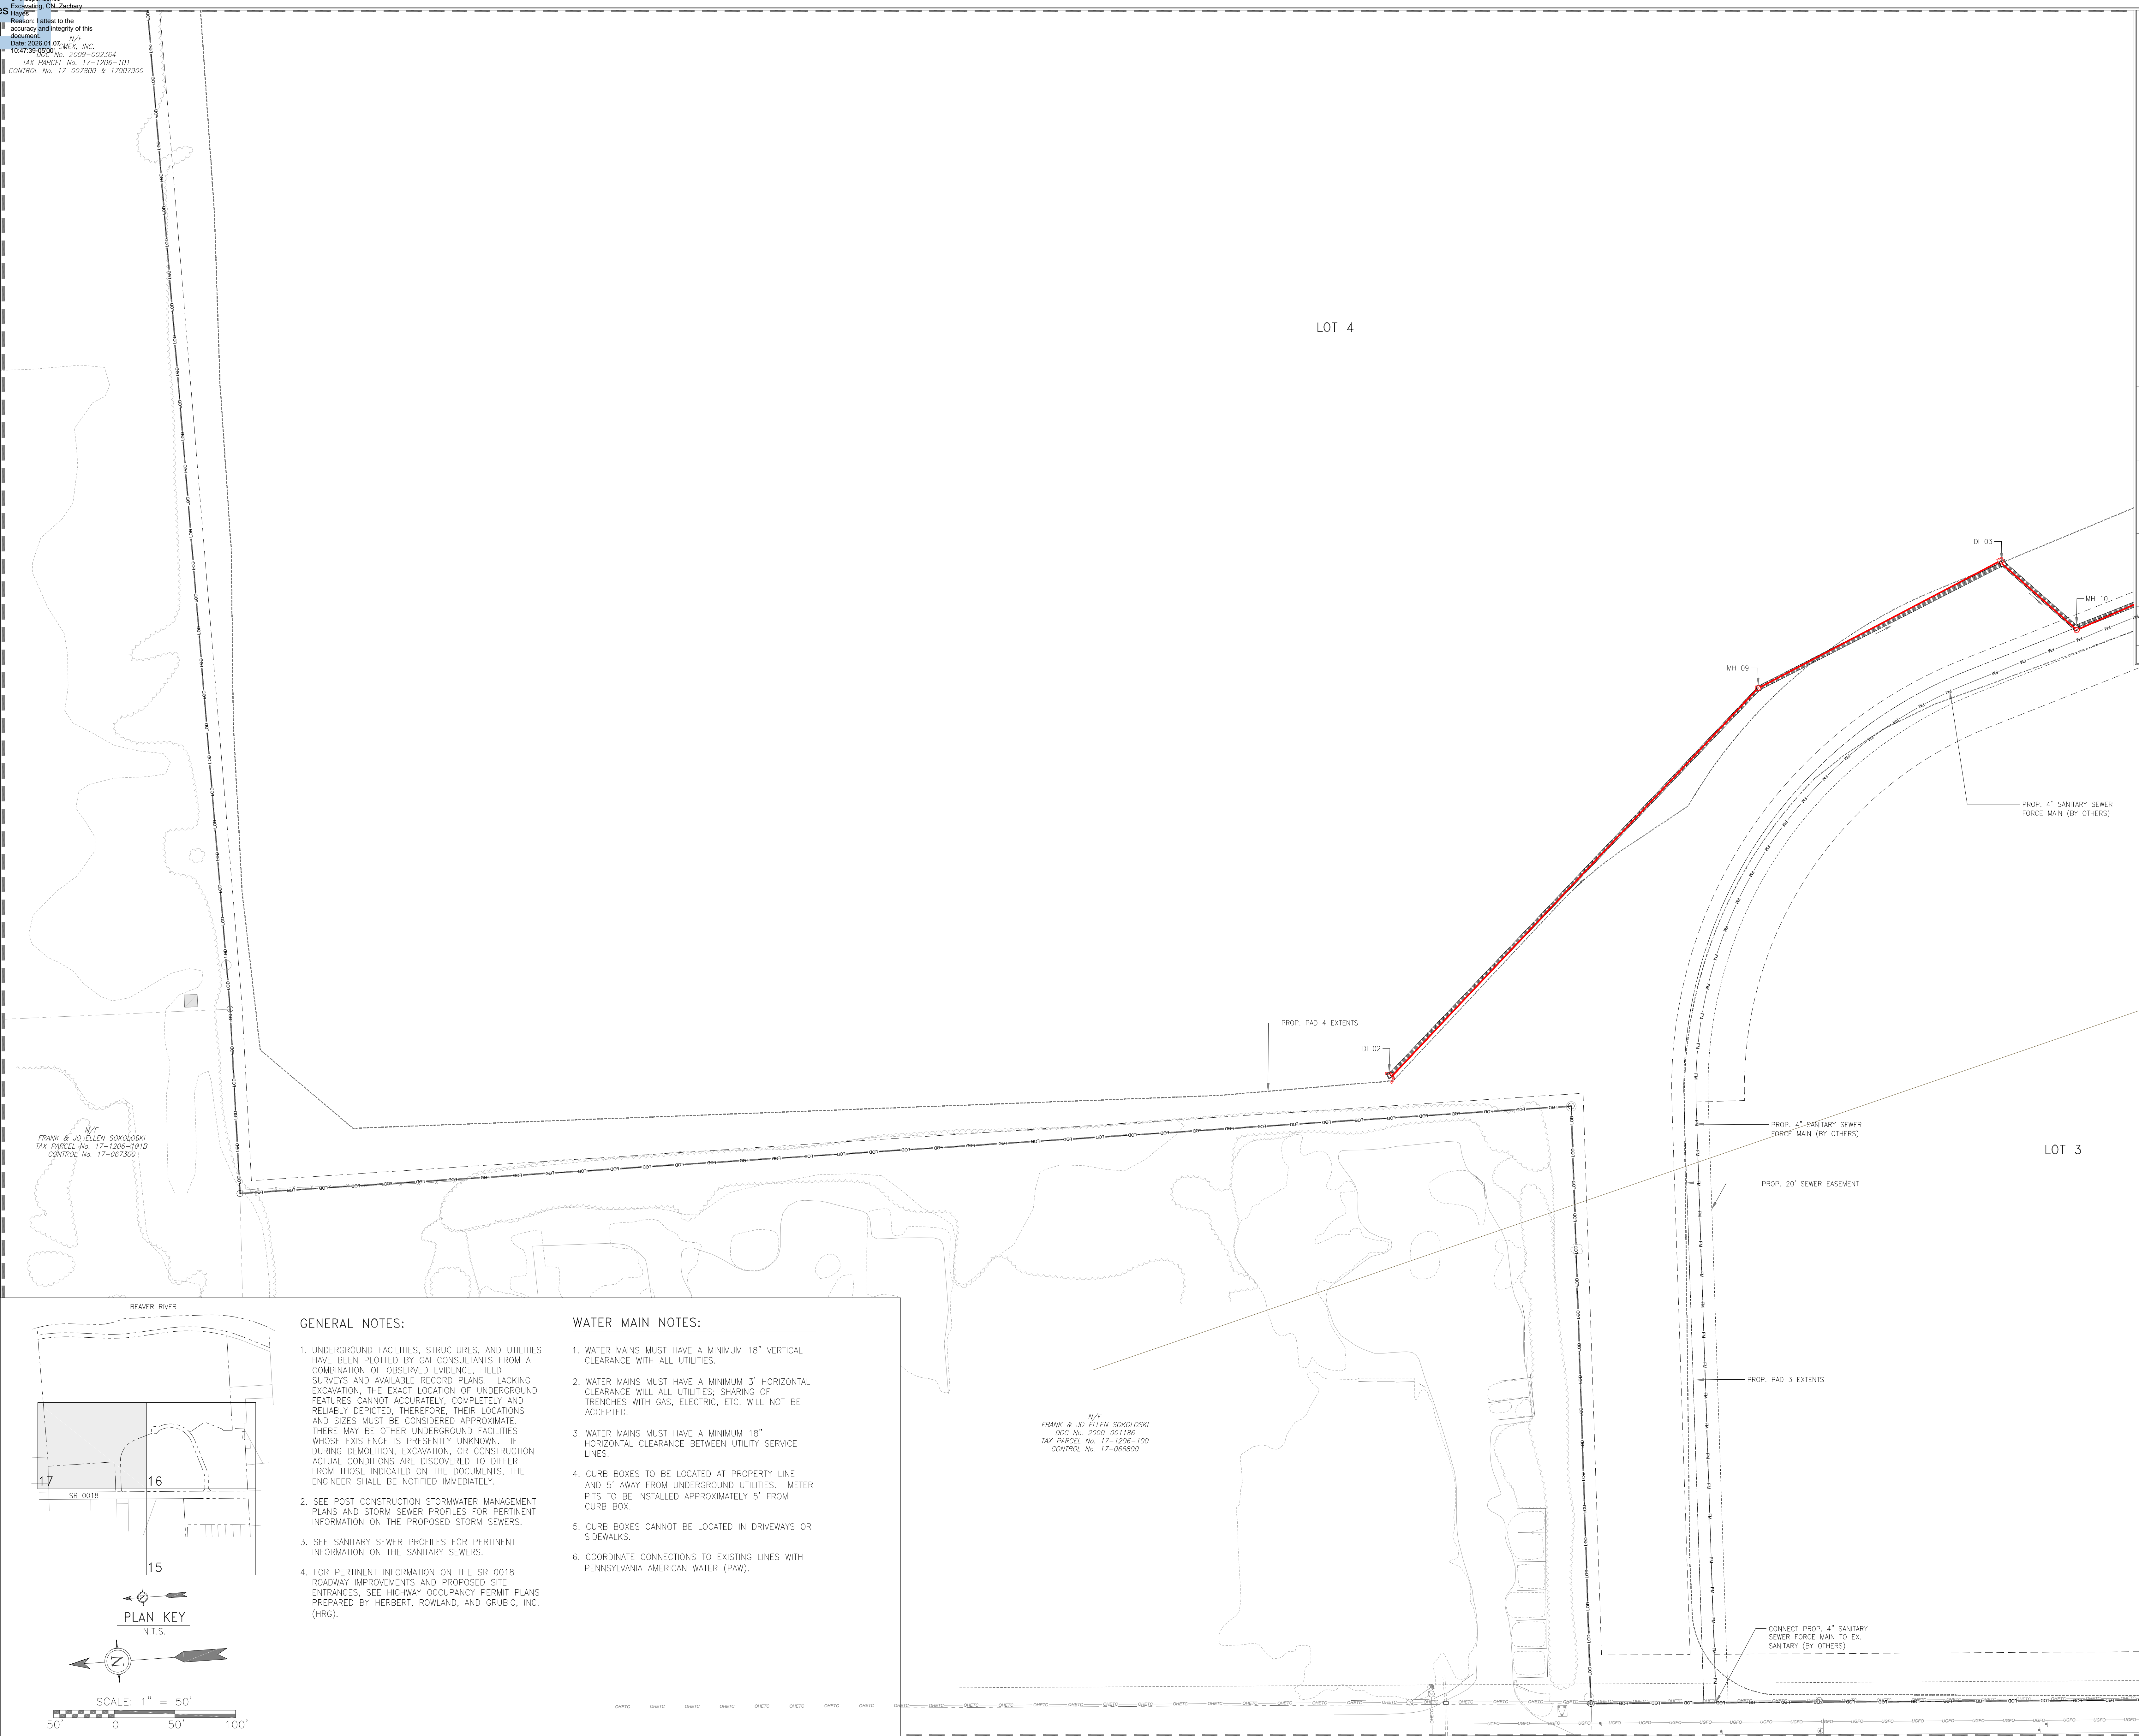 es
Excavating, CN=Zachary
Hayes
Reason: I attest to the
accuracy and integrity of this
document.
Date: 2026.01.07
10:47:39-05'00'
N/F
CMEX, INC.
DOC No. 2009-002364
TAX PARCEL No. 17-1206-101
CONTROL No. 17-007800 & 17007900
LOT 4
DI 03
MH 10
MH 09
PROP. 4" SANITARY SEWER
FORCE MAIN (BY OTHERS)
PROP. PAD 4 EXTENTS
DI 02
N/F
FRANK & JO ELLEN SOKOLOSKI
TAX PARCEL No. 17-1206-101B
CONTROL No. 17-067300
PROP. 4" SANITARY SEWER
FORCE MAIN (BY OTHERS)
LOT 3
PROP. 20' SEWER EASEMENT
PROP. PAD 3 EXTENTS
N/F
FRANK & JO ELLEN SOKOLOSKI
DOC No. 2000-001186
TAX PARCEL No. 17-1206-100
CONTROL No. 17-066800
CONNECT PROP. 4" SANITARY
SEWER FORCE MAIN TO EX.
SANITARY (BY OTHERS)
BEAVER RIVER
17
16
SR 0018
15
PLAN KEY
N.T.S.
SCALE: 1" = 50'
50' 0 50' 100'
GENERAL NOTES:
1. UNDERGROUND FACILITIES, STRUCTURES, AND UTILITIES
HAVE BEEN PLOTTED BY GAI CONSULTANTS FROM A
COMBINATION OF OBSERVED EVIDENCE, FIELD
SURVEYS AND AVAILABLE RECORD PLANS. LACKING
EXCAVATION, THE EXACT LOCATION OF UNDERGROUND
FEATURES CANNOT ACCURATELY, COMPLETELY AND
RELIABLY DEPICTED, THEREFORE, THEIR LOCATIONS
AND SIZES MUST BE CONSIDERED APPROXIMATE.
THERE MAY BE OTHER UNDERGROUND FACILITIES
WHOSE EXISTENCE IS PRESENTLY UNKNOWN. IF
DURING DEMOLITION, EXCAVATION, OR CONSTRUCTION
ACTUAL CONDITIONS ARE DISCOVERED TO DIFFER
FROM THOSE INDICATED ON THE DOCUMENTS, THE
ENGINEER SHALL BE NOTIFIED IMMEDIATELY.
2. SEE POST CONSTRUCTION STORMWATER MANAGEMENT
PLANS AND STORM SEWER PROFILES FOR PERTINENT
INFORMATION ON THE PROPOSED STORM SEWERS.
3. SEE SANITARY SEWER PROFILES FOR PERTINENT
INFORMATION ON THE SANITARY SEWERS.
4. FOR PERTINENT INFORMATION ON THE SR 0018
ROADWAY IMPROVEMENTS AND PROPOSED SITE
ENTRANCES, SEE HIGHWAY OCCUPANCY PERMIT PLANS
PREPARED BY HERBERT, ROWLAND, AND GRUBIC, INC.
(HRG).
WATER MAIN NOTES:
1. WATER MAINS MUST HAVE A MINIMUM 18" VERTICAL
CLEARANCE WITH ALL UTILITIES.
2. WATER MAINS MUST HAVE A MINIMUM 3' HORIZONTAL
CLEARANCE WILL ALL UTILITIES; SHARING OF
TRENCHES WITH GAS, ELECTRIC, ETC. WILL NOT BE
ACCEPTED.
3. WATER MAINS MUST HAVE A MINIMUM 18"
HORIZONTAL CLEARANCE BETWEEN UTILITY SERVICE
LINES.
4. CURB BOXES TO BE LOCATED AT PROPERTY LINE
AND 5' AWAY FROM UNDERGROUND UTILITIES. METER
PITS TO BE INSTALLED APPROXIMATELY 5' FROM
CURB BOX.
5. CURB BOXES CANNOT BE LOCATED IN DRIVEWAYS OR
SIDEWALKS.
6. COORDINATE CONNECTIONS TO EXISTING LINES WITH
PENNSYLVANIA AMERICAN WATER (PAW).